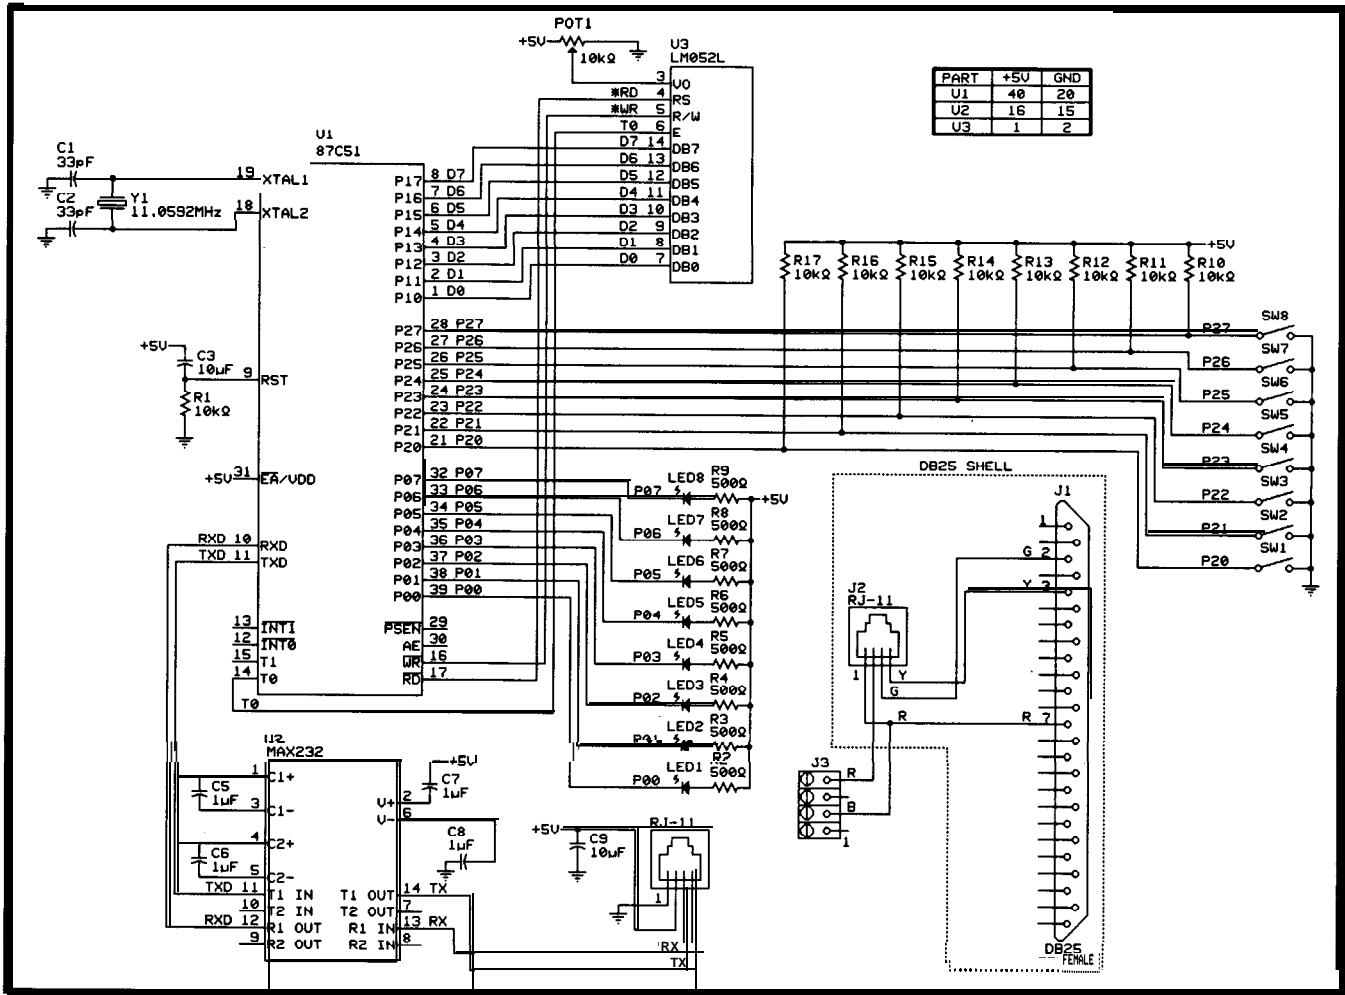 POT1
+5V
10kΩ
U3
LM052L
3 VO
*RD 4 RS
*WR 5 R/W
T0 6 E
D7 14 DB7
D6 13 DB6
D5 12 DB5
D4 11 DB4
D3 10 DB3
D2 9 DB2
D1 8 DB1
D0 7 DB0
PART +5V GND
U1 40 20
U2 16 15
U3 1 2
C1
33pF
C2
33pF
Y1
11.0592MHz
U1
87C51
19 XTAL1
18 XTAL2
P17 8 D7
P16 7 D6
P15 6 D5
P14 5 D4
P13 4 D3
P12 3 D2
P11 2 D1
P10 1 D0
P27 28 P27
P26 27 P26
P25 26 P25
P24 25 P24
P23 24 P23
P22 23 P22
P21 22 P21
P20 21 P20
+5V
C3
10µF
9 RST
R1
10kΩ
+5V 31 EA/VDD
P07 32 P07
P06 33 P06
P05 34 P05
P04 35 P04
P03 36 P03
P02 37 P02
P01 38 P01
P00 39 P00
RXD 10 RXD
TXD 11 TXD
13 INT1
12 INT0
15 T1
14 T0
T0
PSEN 29
AE 30
WR 16
RD 17
+5V
R17
10kΩ
R16
10kΩ
R15
10kΩ
R14
10kΩ
R13
10kΩ
R12
10kΩ
R11
10kΩ
R10
10kΩ
SW8
P27
SW7
P26
SW6
P25
SW5
P24
SW4
P23
SW3
P22
SW2
P21
SW1
P20
P07 LED8 R9
500Ω
+5V
P06 LED7 R8
500Ω
P05 LED6 R7
500Ω
P04 LED5 R6
500Ω
P03 LED4 R5
500Ω
P02 LED3 R4
500Ω
P01 LED2 R3
500Ω
P00 LED1 R2
500Ω
DB25 SHELL
J1
1
G 2
Y 3
R 7
J2
RJ-11
1
Y
G
R
J3
R
B
1
DB25
FEMALE
U2
MAX232
1 C1+
3 C1-
4 C2+
5 C2-
TXD 11 T1 IN
10 T2 IN
RXD 12 R1 OUT
9 R2 OUT
2 V+
6 V-
T1 OUT 14 TX
T2 OUT 7
R1 IN 13 RX
R2 IN 8
C5
1µF
C6
1µF
+5V
C7
1µF
C8
1µF
+5V
C9
10µF
RJ-11
1
RX
TX